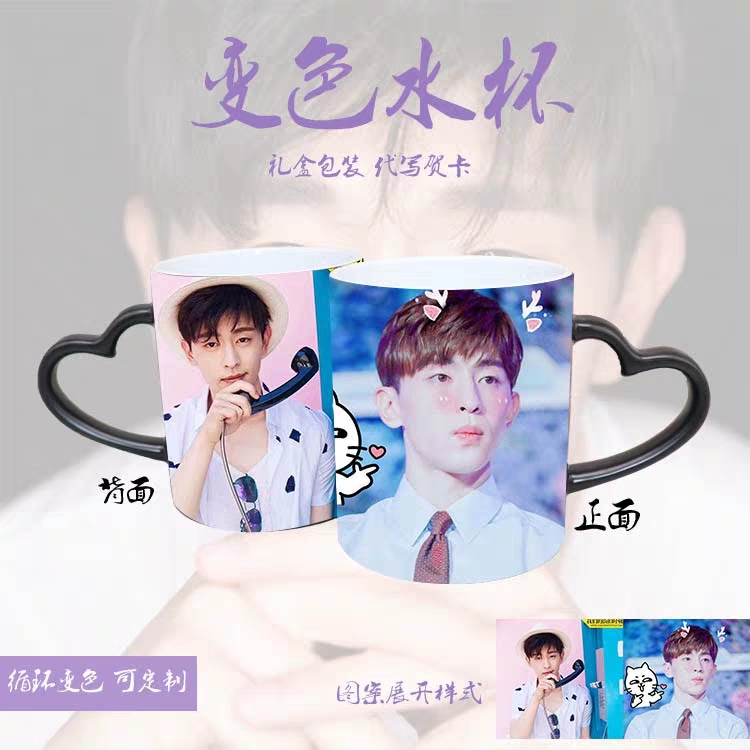 变色水杯
礼盒包装 代写贺卡
背面
正面
循环变色 可定制
图案展开样式